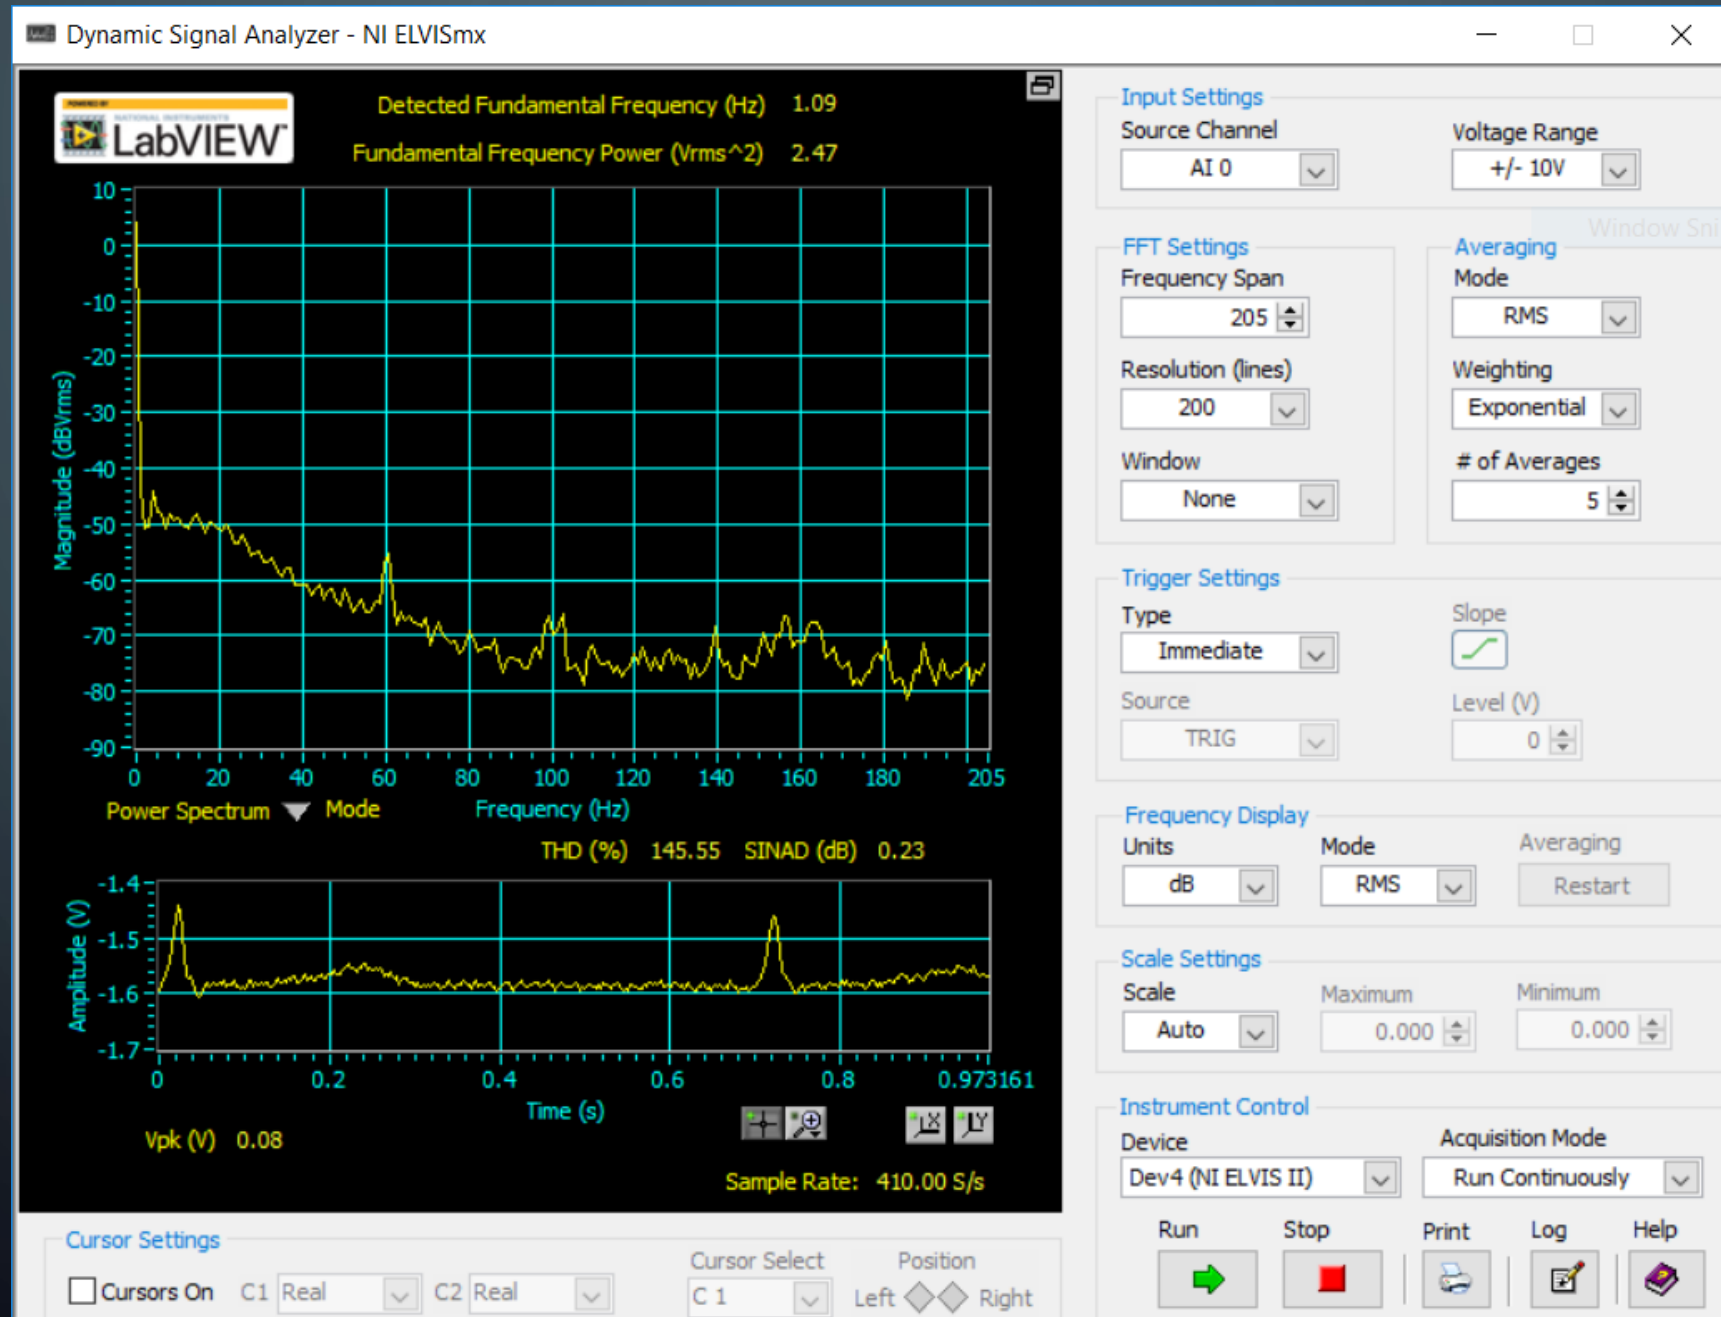 Dynamic Signal Analyzer - NI ELVISmx
POWERED BY
NATIONAL INSTRUMENTS
LabVIEW™
Detected Fundamental Frequency (Hz) 1.09
Fundamental Frequency Power (Vrms^2) 2.47
10
0
-10
-20
-30
-40
-50
-60
-70
-80
-90
Magnitude (dBVrms)
0 20 40 60 80 100 120 140 160 180 205
Power Spectrum Mode Frequency (Hz)
THD (%) 145.55 SINAD (dB) 0.23
-1.4
-1.5
-1.6
-1.7
Amplitude (V)
0 0.2 0.4 0.6 0.8 0.973161
Time (s)
X Y
Vpk (V) 0.08
Sample Rate: 410.00 S/s
Cursor Settings
Cursors On C1 Real C2 Real
Cursor Select
C 1
Position
Left Right
Input Settings
Source Channel Voltage Range
AI 0 +/- 10V
Window Sni
FFT Settings
Frequency Span
205
Resolution (lines)
200
Window
None
Averaging
Mode
RMS
Weighting
Exponential
# of Averages
5
Trigger Settings
Type Slope
Immediate
Source Level (V)
TRIG 0
Frequency Display
Units Mode Averaging
dB RMS Restart
Scale Settings
Scale Maximum Minimum
Auto 0.000 0.000
Instrument Control
Device Acquisition Mode
Dev4 (NI ELVIS II) Run Continuously
Run Stop Print Log Help